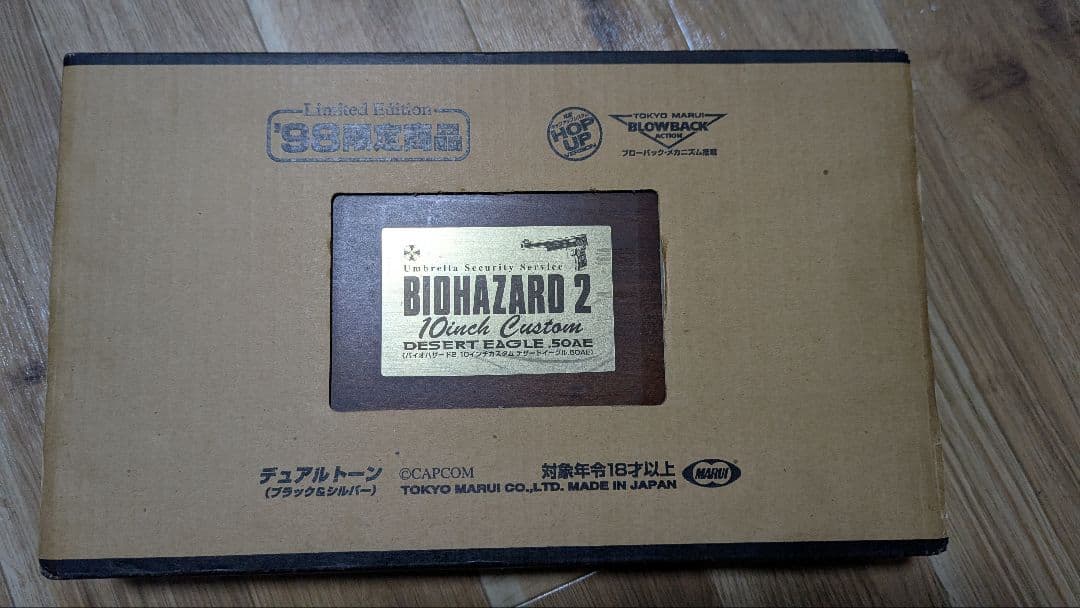 Limited Edition
'98限定商品
HOP
UP
VERSION
TOKYO MARUI
BLOWBACK
ACTION
ブローバック・メカニズム搭載
Umbrella Security Service
BIOHAZARD 2
10inch Custom
DESERT EAGLE .50AE
(バイオハザード2 10インチカスタム デザートイーグル.50AE)
デュアルトーン
(ブラック&シルバー)
©CAPCOM
対象年令18才以上
MARUI
TOKYO MARUI CO.,LTD. MADE IN JAPAN